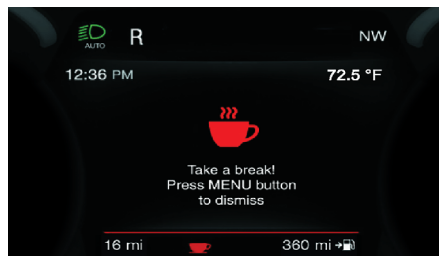 AUTO
R
NW
12:36 PM
72.5 °F
Take a break!
Press MENU button
to dismiss
16 mi
360 mi